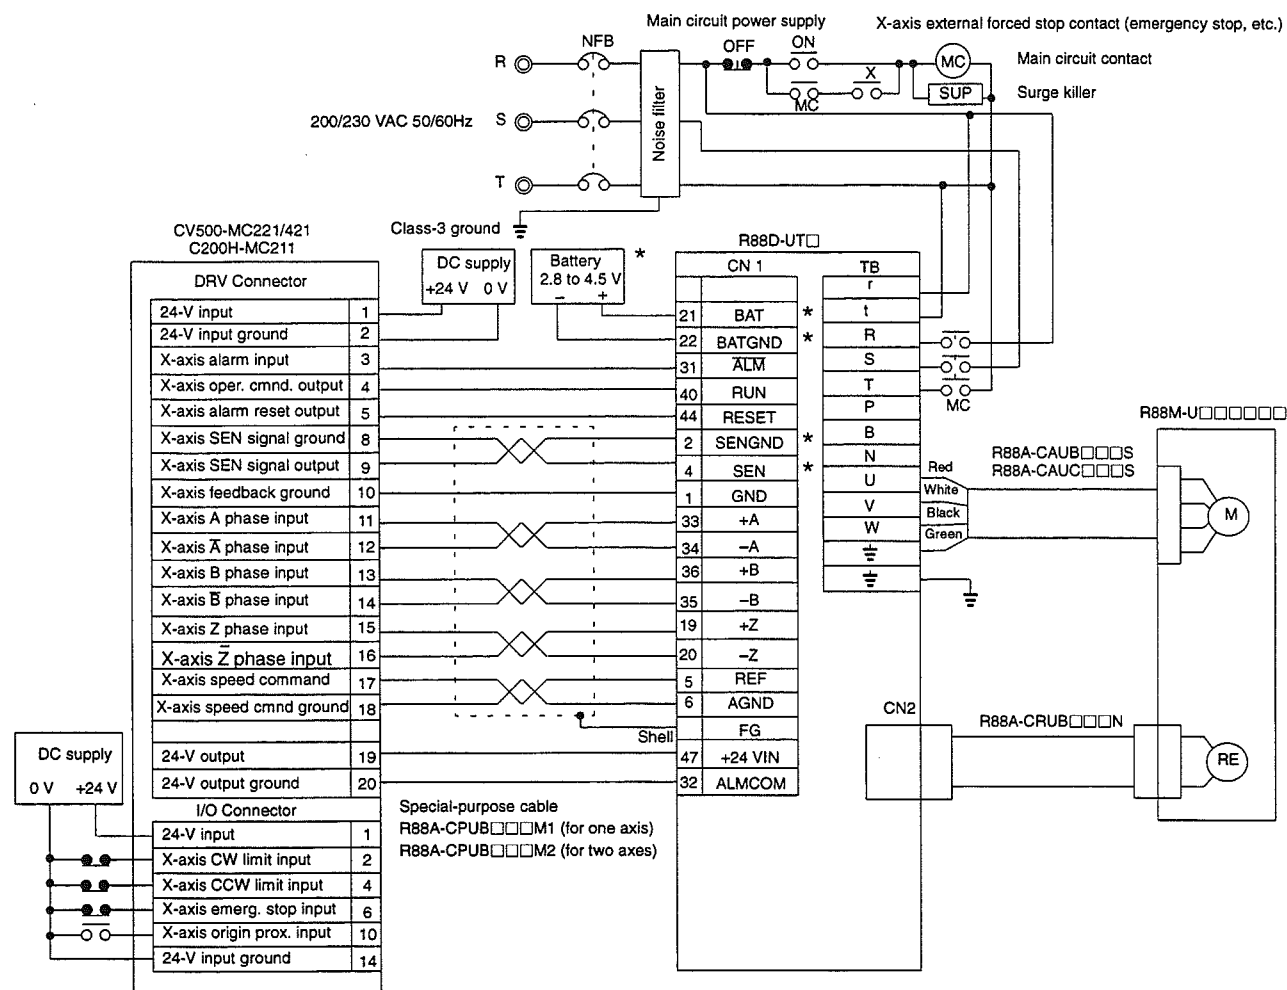 Main circuit power supply
X-axis external forced stop contact (emergency stop, etc.)
NFB
OFF
ON
R
MC
Main circuit contact
X
MC
SUP
Surge killer
Noise filter
200/230 VAC 50/60Hz
S
T
CV500-MC221/421
C200H-MC211
Class-3 ground
R88D-UT□
DRV Connector
DC supply
+24 V 0 V
Battery
2.8 to 4.5 V
– +
*
CN 1
TB
24-V input 1
24-V input ground 2
X-axis alarm input 3
X-axis oper. cmnd. output 4
X-axis alarm reset output 5
X-axis SEN signal ground 8
X-axis SEN signal output 9
X-axis feedback ground 10
X-axis A phase input 11
X-axis A̅ phase input 12
X-axis B phase input 13
X-axis B̅ phase input 14
X-axis Z phase input 15
X-axis Z̅ phase input 16
X-axis speed command 17
X-axis speed cmnd ground 18
24-V output 19
24-V output ground 20
21 BAT *
22 BATGND *
31 A̅L̅M̅
40 RUN
44 RESET
2 SENGND *
4 SEN *
1 GND
33 +A
34 –A
36 +B
35 –B
19 +Z
20 –Z
5 REF
6 AGND
Shell FG
47 +24 VIN
32 ALMCOM
r
t
R
S
T
P
B
N
U
V
W
MC
Red
White
Black
Green
R88A-CAUB□□□S
R88A-CAUC□□□S
R88M-U□□□□□□
M
CN2
R88A-CRUB□□□N
RE
DC supply
0 V +24 V
I/O Connector
24-V input 1
X-axis CW limit input 2
X-axis CCW limit input 4
X-axis emerg. stop input 6
X-axis origin prox. input 10
24-V input ground 14
Special-purpose cable
R88A-CPUB□□□M1 (for one axis)
R88A-CPUB□□□M2 (for two axes)